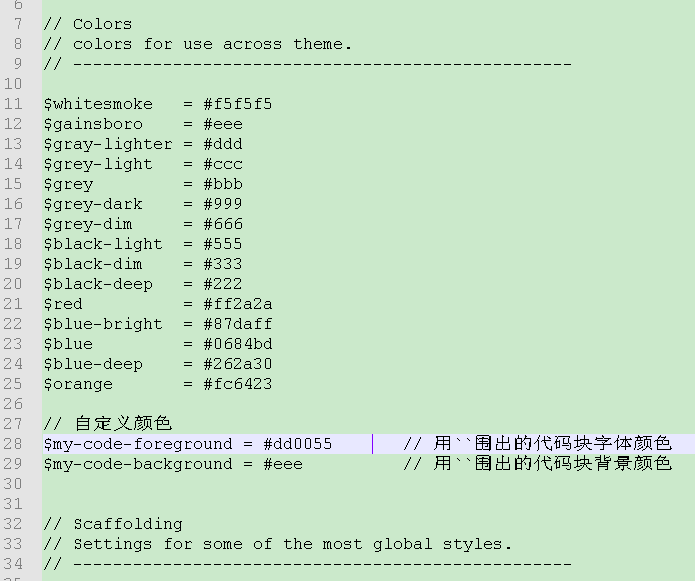 6
7 // Colors
8 // colors for use across theme.
9 // --------------------------------------------------
10
11 $whitesmoke   = #f5f5f5
12 $gainsboro    = #eee
13 $gray-lighter = #ddd
14 $grey-light   = #ccc
15 $grey         = #bbb
16 $grey-dark    = #999
17 $grey-dim     = #666
18 $black-light  = #555
19 $black-dim    = #333
20 $black-deep   = #222
21 $red          = #ff2a2a
22 $blue-bright  = #87daff
23 $blue         = #0684bd
24 $blue-deep    = #262a30
25 $orange       = #fc6423
26
27 // 自定义颜色
28 $my-code-foreground = #dd0055       // 用``围出的代码块字体颜色
29 $my-code-background = #eee          // 用``围出的代码块背景颜色
30
31
32 // Scaffolding
33 // Settings for some of the most global styles.
34 // --------------------------------------------------